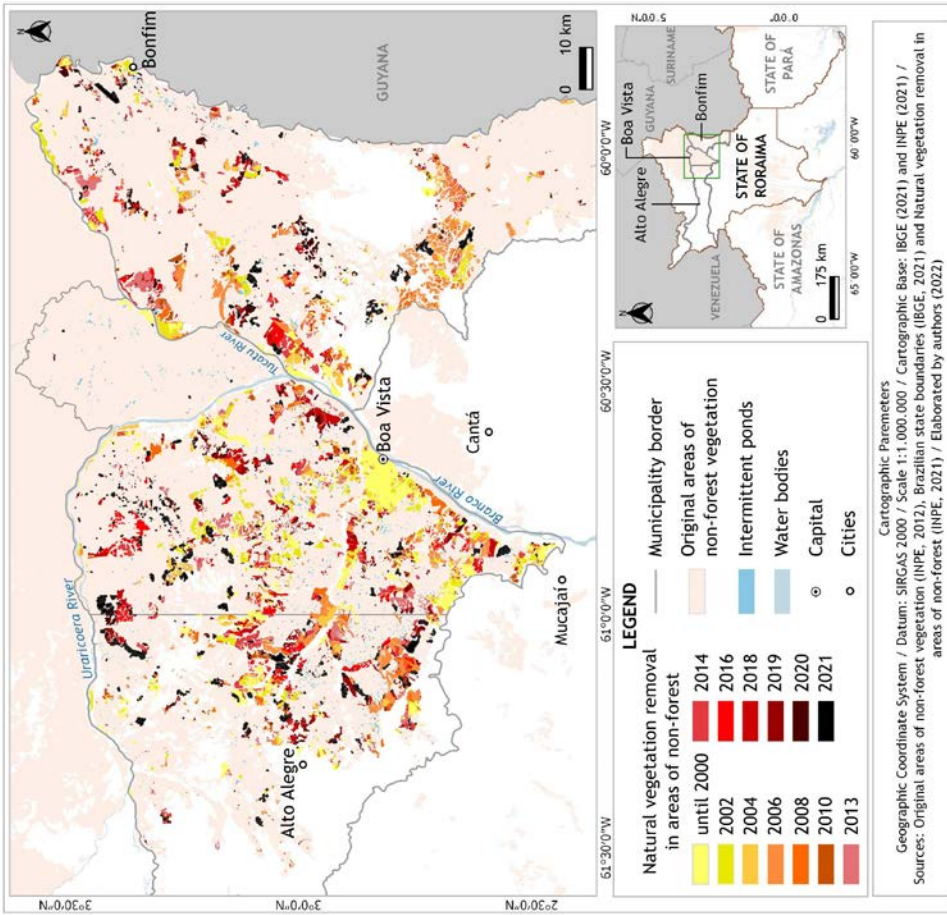 3°30'0"N
3°0'0"N
2°30'0"N
61°30'0"W
61°0'0"W
60°30'0"W
60°0'0"W
Uraricoera River
Tucatu River
Branco River
Bonfim
GUYANA
Boa Vista
Cantá
Alto Alegre
Mucajaí
0 10 km
LEGEND
Natural vegetation removal
in areas of non-forest
until 2000
2002
2004
2006
2008
2010
2013
2014
2016
2018
2019
2020
2021
Municipality border
Original areas of
non-forest vegetation
Intermittent ponds
Water bodies
Capital
Cities
5°0'0"N
0°0'0"
65°0'0"W
60°0'0"W
VENEZUELA
GUYANA
SURINAME
Alto Alegre
Boa Vista
Bonfim
STATE OF
RORAIMA
STATE OF
AMAZONAS
STATE OF
PARÁ
0 175 km
Cartographic Paremeters
Geographic Coordinate System / Datum: SIRGAS 2000 / Scale 1:1.000.000 / Cartographic Base: IBGE (2021) and INPE (2021) /
Sources: Original areas of non-forest vegetation (INPE, 2012), Brazilian state boundaries (IBGE, 2021) and Natural vegetation removal in
areas of non-forest (INPE, 2021) / Elaborated by authors (2022)